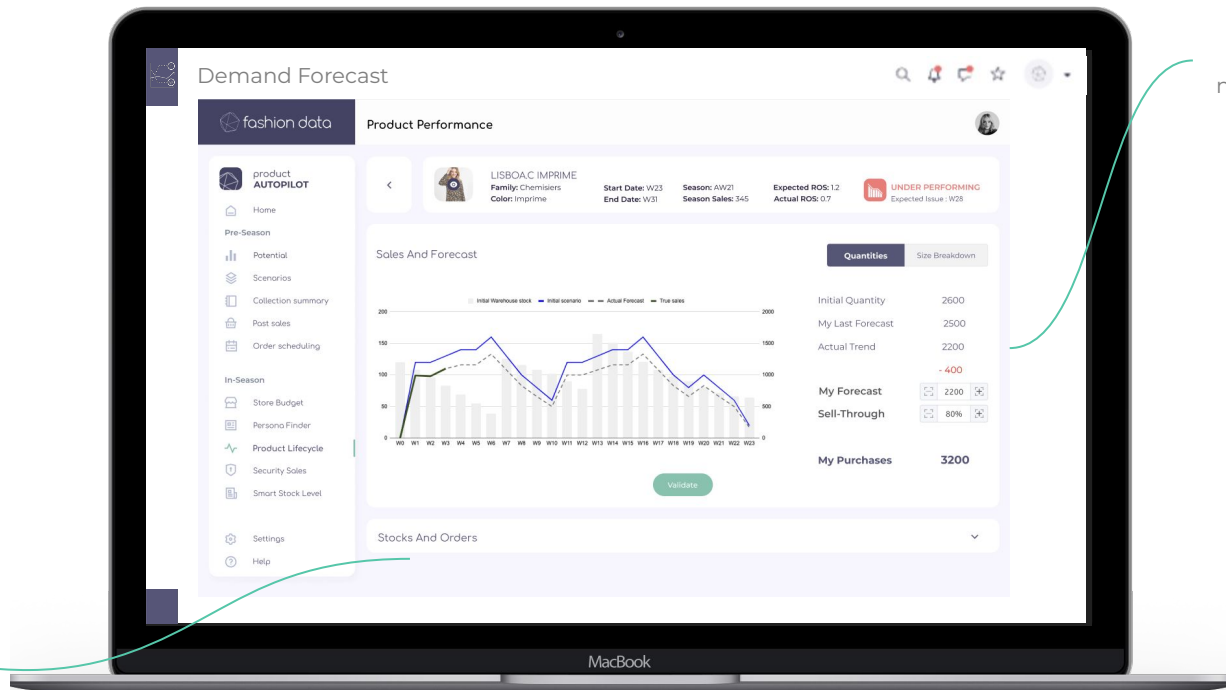 Demand Forecast
n
fashion data
Product Performance
product
AUTOPILOT
Home
Pre-Season
Potential
Scenarios
Collection summary
Past sales
Order scheduling
In-Season
Store Budget
Persona Finder
Product Lifecycle
Security Sales
Smart Stock Level
Settings
Help
LISBOA.C IMPRIME
Family: Chemisiers
Color: Imprime
Start Date: W23
End Date: W31
Season: AW21
Season Sales: 345
Expected ROS: 1.2
Actual ROS: 0.7
UNDER PERFORMING
Expected Issue : W28
Sales And Forecast
Quantities
Size Breakdown
Initial Warehouse stock
Initial scenario
Actual Forecast
True sales
200
150
100
50
0
2000
1500
1000
500
0
W0 W1 W2 W3 W4 W5 W6 W7 W8 W9 W10 W11 W12 W13 W14 W15 W16 W17 W18 W19 W20 W21 W22 W23
Initial Quantity 2600
My Last Forecast 2500
Actual Trend 2200
- 400
My Forecast 2200
Sell-Through 80%
My Purchases 3200
Validate
Stocks And Orders
MacBook